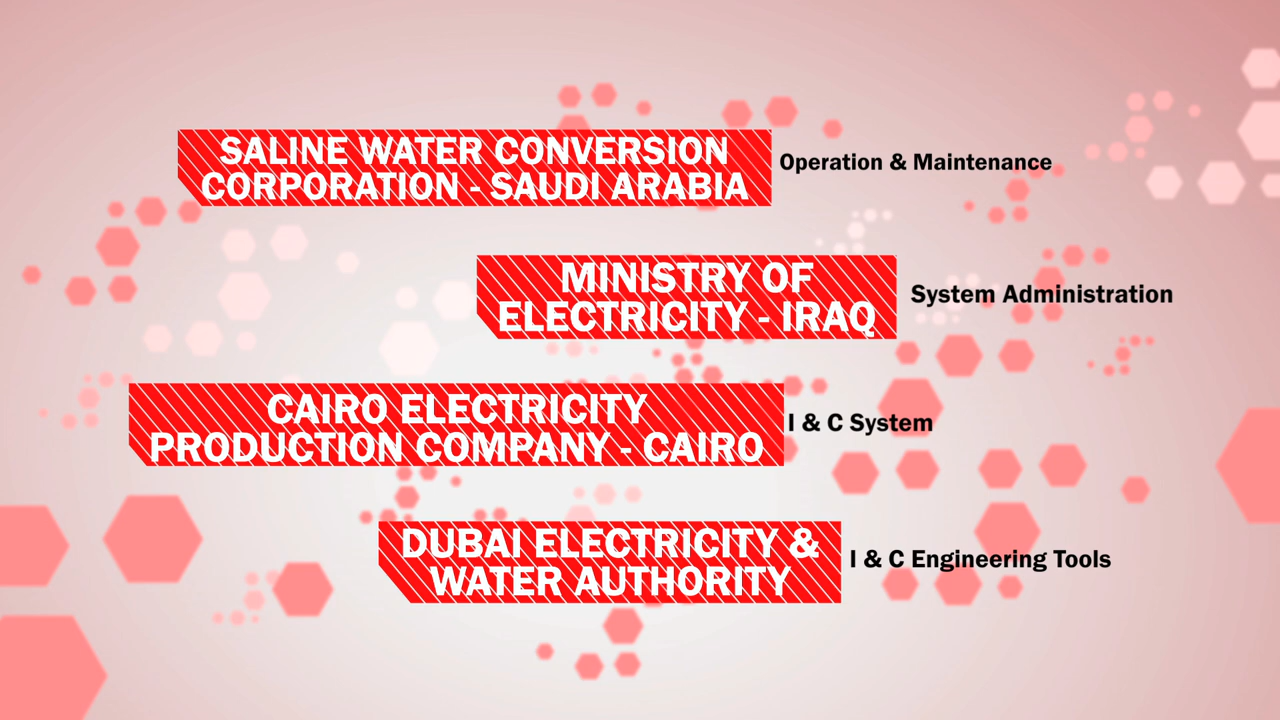 SALINE WATER CONVERSION
CORPORATION - SAUDI ARABIA
Operation & Maintenance
MINISTRY OF
ELECTRICITY - IRAQ
System Administration
CAIRO ELECTRICITY
PRODUCTION COMPANY - CAIRO
I & C System
DUBAI ELECTRICITY &
WATER AUTHORITY
I & C Engineering Tools